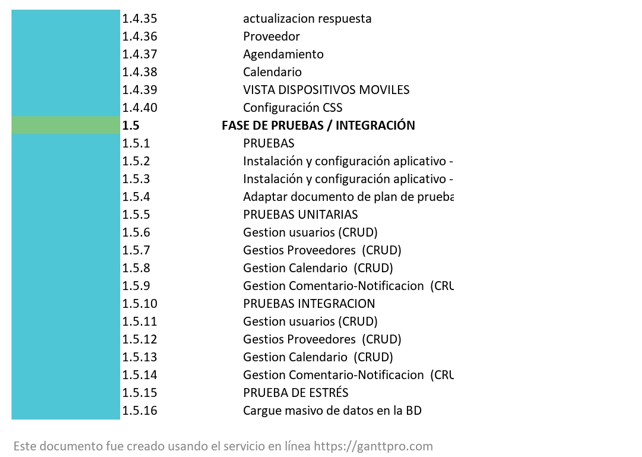 1.4.35 actualizacion respuesta
1.4.36 Proveedor
1.4.37 Agendamiento
1.4.38 Calendario
1.4.39 VISTA DISPOSITIVOS MOVILES
1.4.40 Configuración CSS
1.5 FASE DE PRUEBAS / INTEGRACIÓN
1.5.1 PRUEBAS
1.5.2 Instalación y configuración aplicativo -
1.5.3 Instalación y configuración aplicativo -
1.5.4 Adaptar documento de plan de prueba
1.5.5 PRUEBAS UNITARIAS
1.5.6 Gestion usuarios (CRUD)
1.5.7 Gestios Proveedores (CRUD)
1.5.8 Gestion Calendario (CRUD)
1.5.9 Gestion Comentario-Notificacion (CRU
1.5.10 PRUEBAS INTEGRACION
1.5.11 Gestion usuarios (CRUD)
1.5.12 Gestios Proveedores (CRUD)
1.5.13 Gestion Calendario (CRUD)
1.5.14 Gestion Comentario-Notificacion (CRU
1.5.15 PRUEBA DE ESTRÉS
1.5.16 Cargue masivo de datos en la BD
Este documento fue creado usando el servicio en línea https://ganttpro.com